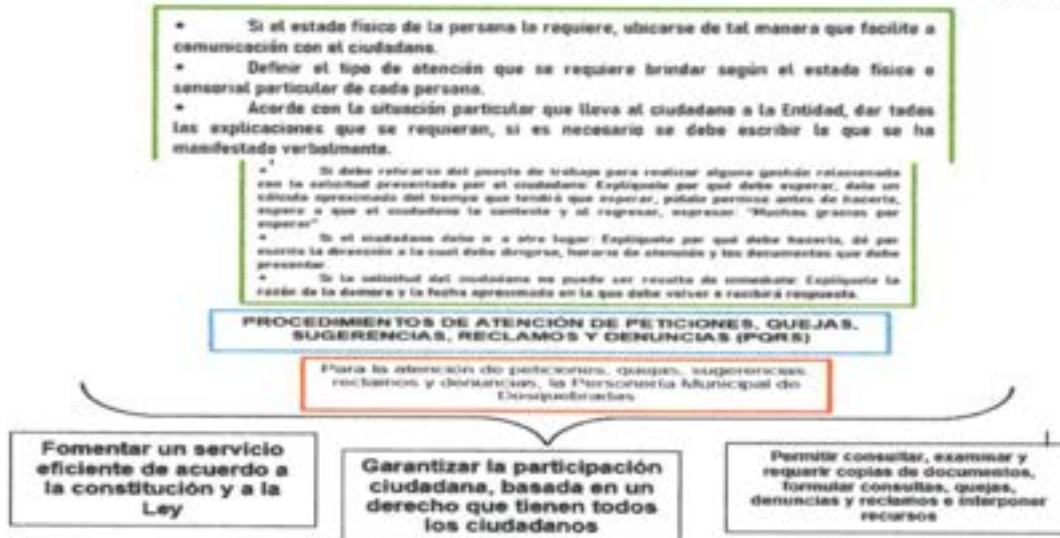 • Si el estado físico de la persona lo requiere, ubicarse de tal manera que facilite a
comunicación con el ciudadano.
• Definir el tipo de atención que se requiere brindar según el estado físico o
sensorial particular de cada persona.
• Acorde con la situación particular que lleva al ciudadano a la Entidad, dar todas
las explicaciones que se requieran, si es necesario se debe escribir lo que se ha
manifestado verbalmente.
• Si debe retirarse del puesto de trabajo para realizar alguna gestión relacionada
con la solicitud presentada por el ciudadano: Explíquele por qué debe esperar, dele un
cálculo aproximado del tiempo que tendrá que esperar, pídale permiso antes de hacerlo,
espere a que el ciudadano le conteste y al regresar, expresar: "Muchas gracias por
esperar"
• Si el ciudadano debe ir a otro lugar: Explíquele por qué debe hacerlo, dé por
escrito la dirección a la cual debe dirigirse, horario de atención y los documentos que debe
presentar.
• Si la solicitud del ciudadano no puede ser resuelta de inmediato: Explíquele la
razón de la demora y la fecha aproximada en la que debe volver o recibirá respuesta.
PROCEDIMIENTOS DE ATENCIÓN DE PETICIONES, QUEJAS,
SUGERENCIAS, RECLAMOS Y DENUNCIAS (PQRS)
Para la atención de peticiones, quejas, sugerencias,
reclamos y denuncias, la Personería Municipal de
Dosquebradas
Fomentar un servicio
eficiente de acuerdo a
la constitución y a la
Ley
Garantizar la participación
ciudadana, basada en un
derecho que tienen todos
los ciudadanos
Permitir consultar, examinar y
requerir copias de documentos,
formular consultas, quejas,
denuncias y reclamos e interponer
recursos